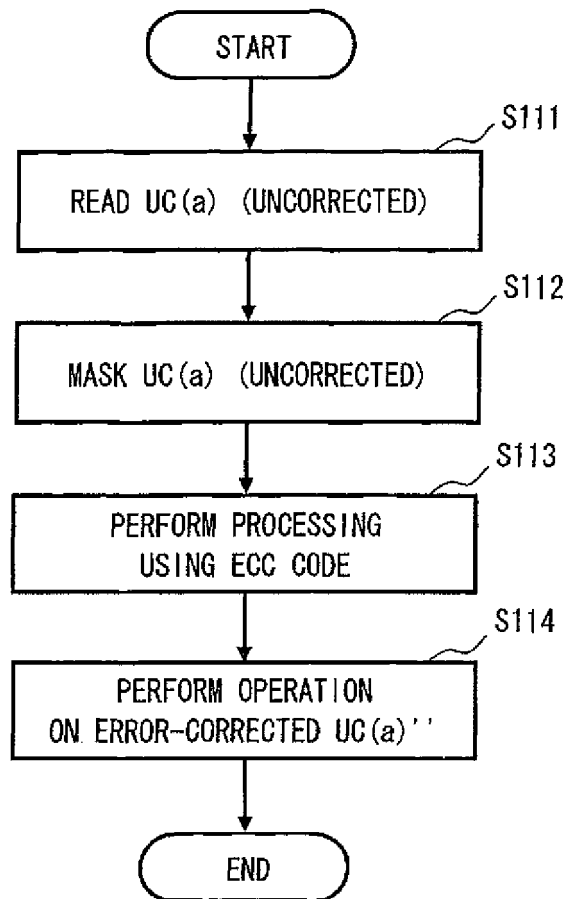 START
S111
READ UC(a) (UNCORRECTED)
S112
MASK UC(a) (UNCORRECTED)
S113
PERFORM PROCESSING
USING ECC CODE
S114
PERFORM OPERATION
ON ERROR-CORRECTED UC(a)''
END